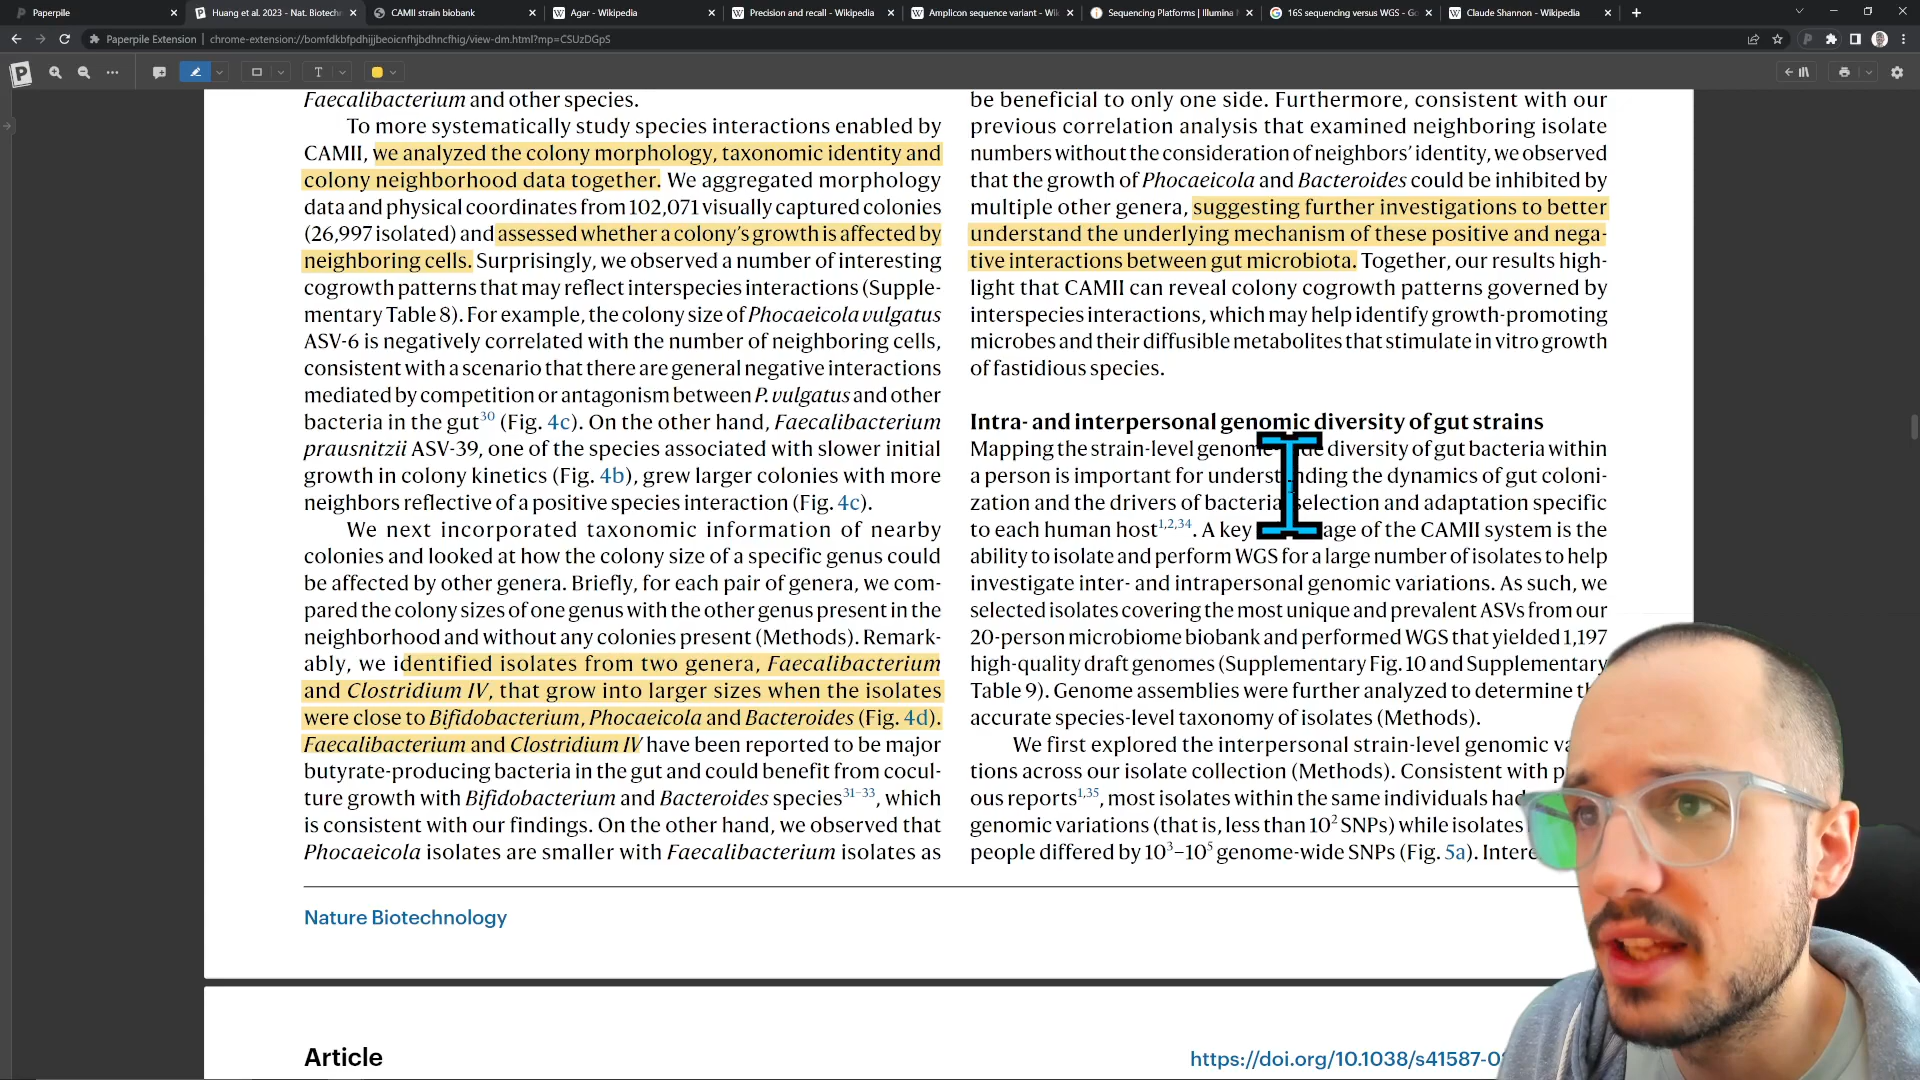 Paperpile
Huang et al. 2023 - Nat. Biotechn
CAMII strain biobank
Agar - Wikipedia
Precision and recall - Wikipedia
Amplicon sequence variant - Wi
Sequencing Platforms | Illumina
16S sequencing versus WGS - Go
Claude Shannon - Wikipedia
Paperpile Extension | chrome-extension://bomfdkbfpdhijjbeoicnfhjbdhncfhig/view-dm.html?mp=CSUzDGpS
Faecalibacterium and other species.
To more systematically study species interactions enabled by
CAMII, we analyzed the colony morphology, taxonomic identity and
colony neighborhood data together. We aggregated morphology
data and physical coordinates from 102,071 visually captured colonies
(26,997 isolated) and assessed whether a colony's growth is affected by
neighboring cells. Surprisingly, we observed a number of interesting
cogrowth patterns that may reflect interspecies interactions (Supple-
mentary Table 8). For example, the colony size of Phocaeicola vulgatus
ASV-6 is negatively correlated with the number of neighboring cells,
consistent with a scenario that there are general negative interactions
mediated by competition or antagonism between P. vulgatus and other
bacteria in the gut30 (Fig. 4c). On the other hand, Faecalibacterium
prausnitzii ASV-39, one of the species associated with slower initial
growth in colony kinetics (Fig. 4b), grew larger colonies with more
neighbors reflective of a positive species interaction (Fig. 4c).
We next incorporated taxonomic information of nearby
colonies and looked at how the colony size of a specific genus could
be affected by other genera. Briefly, for each pair of genera, we com-
pared the colony sizes of one genus with the other genus present in the
neighborhood and without any colonies present (Methods). Remark-
ably, we identified isolates from two genera, Faecalibacterium
and Clostridium IV, that grow into larger sizes when the isolates
were close to Bifidobacterium, Phocaeicola and Bacteroides (Fig. 4d).
Faecalibacterium and Clostridium IV have been reported to be major
butyrate-producing bacteria in the gut and could benefit from cocul-
ture growth with Bifidobacterium and Bacteroides species31–33, which
is consistent with our findings. On the other hand, we observed that
Phocaeicola isolates are smaller with Faecalibacterium isolates as
be beneficial to only one side. Furthermore, consistent with our
previous correlation analysis that examined neighboring isolate
numbers without the consideration of neighbors' identity, we observed
that the growth of Phocaeicola and Bacteroides could be inhibited by
multiple other genera, suggesting further investigations to better
understand the underlying mechanism of these positive and nega-
tive interactions between gut microbiota. Together, our results high-
light that CAMII can reveal colony cogrowth patterns governed by
interspecies interactions, which may help identify growth-promoting
microbes and their diffusible metabolites that stimulate in vitro growth
of fastidious species.
Intra- and interpersonal genomic diversity of gut strains
Mapping the strain-level genom diversity of gut bacteria within
a person is important for understanding the dynamics of gut coloni-
zation and the drivers of bacterial selection and adaptation specific
to each human host1,2,34. A key age of the CAMII system is the
ability to isolate and perform WGS for a large number of isolates to help
investigate inter- and intrapersonal genomic variations. As such, we
selected isolates covering the most unique and prevalent ASVs from our
20-person microbiome biobank and performed WGS that yielded 1,197
high-quality draft genomes (Supplementary Fig. 10 and Supplementary
Table 9). Genome assemblies were further analyzed to determine t
accurate species-level taxonomy of isolates (Methods).
We first explored the interpersonal strain-level genomic va
tions across our isolate collection (Methods). Consistent with p
ous reports1,35, most isolates within the same individuals had
genomic variations (that is, less than 10² SNPs) while isolates
people differed by 10³–10⁵ genome-wide SNPs (Fig. 5a). Intere
Nature Biotechnology
Article
https://doi.org/10.1038/s41587-0